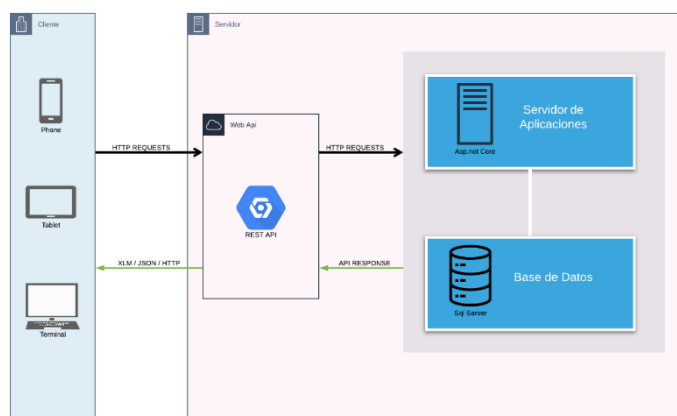 Cliente
Servidor
Phone
Tablet
Terminal
HTTP REQUESTS
XLM / JSON / HTTP
Web Api
REST API
HTTP REQUESTS
API RESPONSE
Servidor de
Aplicaciones
Asp.net Core
Base de Datos
Sql Server